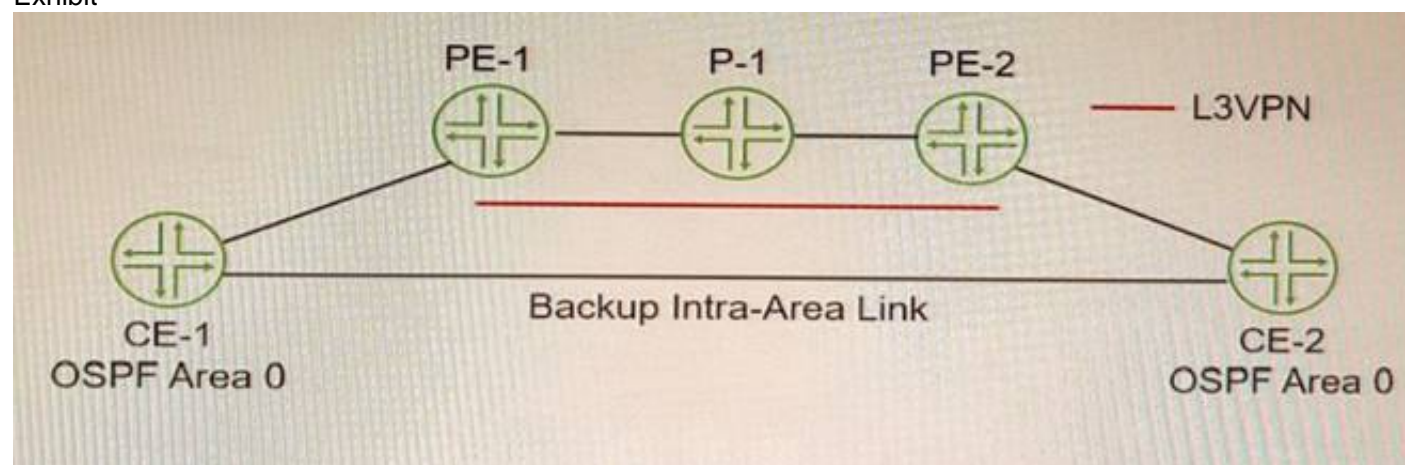 Exhibit
PE-1
P-1
PE-2
L3VPN
Backup Intra-Area Link
CE-1
OSPF Area 0
CE-2
OSPF Area 0